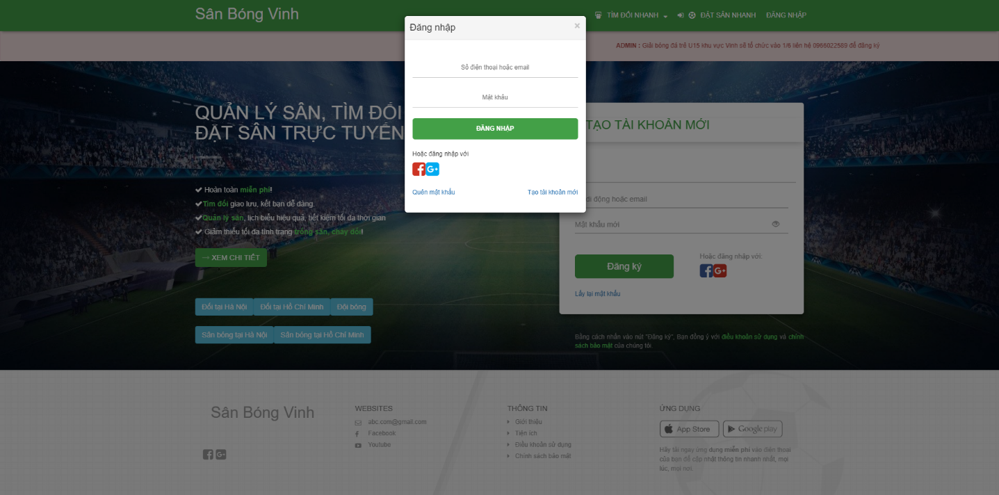 Sân Bóng Vinh
TÌM ĐỐI NHANH
ĐẶT SÂN NHANH
ĐĂNG NHẬP
ADMIN : Giải bóng đá trẻ U15 khu vực Vinh sẽ tổ chức vào 1/6 liên hệ 0966022589 để đăng ký
Đăng nhập
×
Số điện thoại hoặc email
Mật khẩu
ĐĂNG NHẬP
Hoặc đăng nhập với
Quên mật khẩu
Tạo tài khoản mới
QUẢN LÝ SÂN, TÌM ĐỐI
ĐẶT SÂN TRỰC TUYẾN
Hoàn toàn miễn phí!
Tìm đối giao lưu, kết bạn dễ dàng.
Quản lý sân, lịch biểu hiệu quả, tiết kiệm tối đa thời gian
Giảm thiểu tối đa tình trạng trống sân, cháy đối!
XEM CHI TIẾT
Đối tại Hà Nội
Đối tại Hồ Chí Minh
Đội bóng
Sân bóng tại Hà Nội
Sân bóng tại Hồ Chí Minh
TẠO TÀI KHOẢN MỚI
di động hoặc email
Mật khẩu mới
Đăng ký
Hoặc đăng nhập với:
Lấy lại mật khẩu
Bằng cách nhấn vào nút "Đăng ký", Bạn đồng ý với điều khoản sử dụng và chính
sách bảo mật của chúng tôi.
Sân Bóng Vinh
WEBSITES
abc.com@gmail.com
Facebook
Youtube
THÔNG TIN
Giới thiệu
Tiện ích
Điều khoản sử dụng
Chính sách bảo mật
ỨNG DỤNG
App Store
Google play
Hãy tải ngay ứng dụng miễn phí vào điện thoại
của bạn để cập nhật thông tin nhanh nhất, mọi
lúc, mọi nơi.